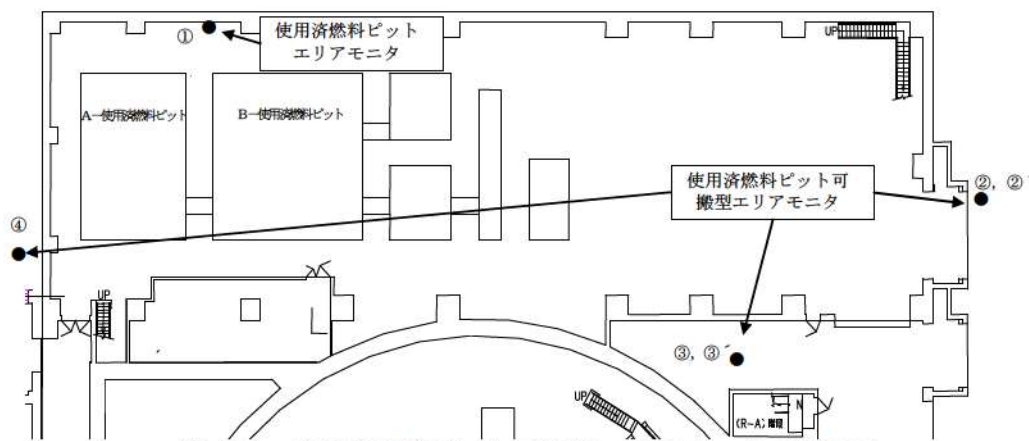 ①
使用済燃料ピット
エリアモニタ
UP
A－使用済燃料ピット
B－使用済燃料ピット
使用済燃料ピット可
搬型エリアモニタ
②, ②´
④
UP
③, ③´
UP
N
(R-A)階段